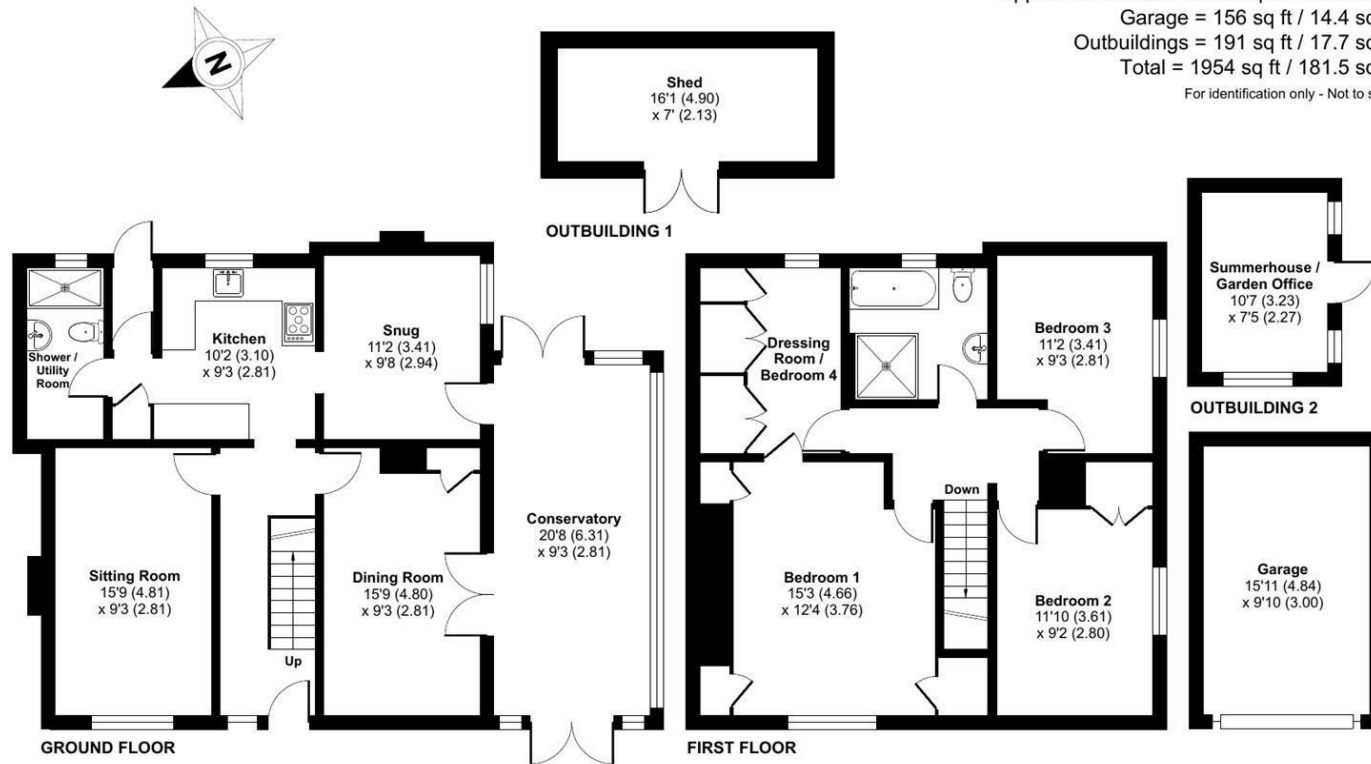 Garage = 156 sq ft / 14.4 sq
Outbuildings = 191 sq ft / 17.7 sq
Total = 1954 sq ft / 181.5 sq
For identification only - Not to s
N
Shed
16'1 (4.90)
x 7' (2.13)
OUTBUILDING 1
Summerhouse /
Garden Office
10'7 (3.23)
x 7'5 (2.27)
OUTBUILDING 2
Shower /
Utility
Room
Kitchen
10'2 (3.10)
x 9'3 (2.81)
Snug
11'2 (3.41)
x 9'8 (2.94)
Sitting Room
15'9 (4.81)
x 9'3 (2.81)
Up
Dining Room
15'9 (4.80)
x 9'3 (2.81)
Conservatory
20'8 (6.31)
x 9'3 (2.81)
GROUND FLOOR
Dressing
Room /
Bedroom 4
Bedroom 3
11'2 (3.41)
x 9'3 (2.81)
Down
Bedroom 1
15'3 (4.66)
x 12'4 (3.76)
Bedroom 2
11'10 (3.61)
x 9'2 (2.80)
FIRST FLOOR
Garage
15'11 (4.84)
x 9'10 (3.00)